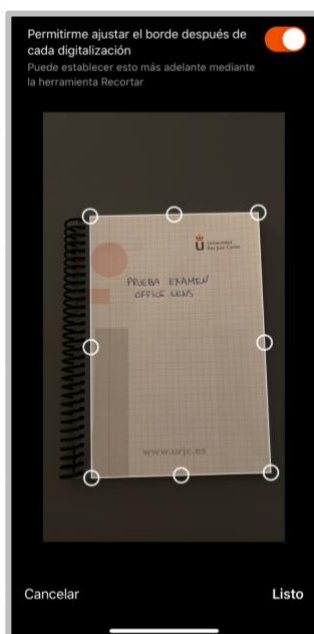 Permitirme ajustar el borde después de
cada digitalización
Puede establecer esto más adelante mediante
la herramienta Recortar
Universidad
Rey Juan Carlos
PRUEBA EXAMEN
OFFICE LENS
www.urjc.es
Cancelar
Listo